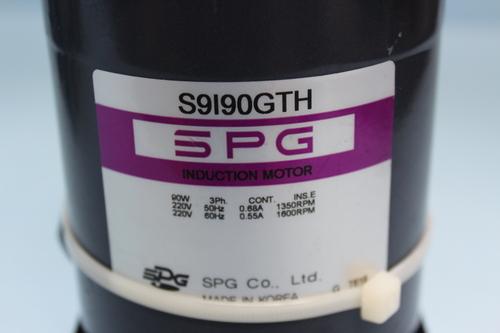 S9I90GTH
SPG
INDUCTION MOTOR
90W 3Ph. CONT. INS.E
220V 50Hz 0.68A 1350RPM
220V 60Hz 0.55A 1600RPM
SPG SPG Co., Ltd.
MADE IN KOREA G